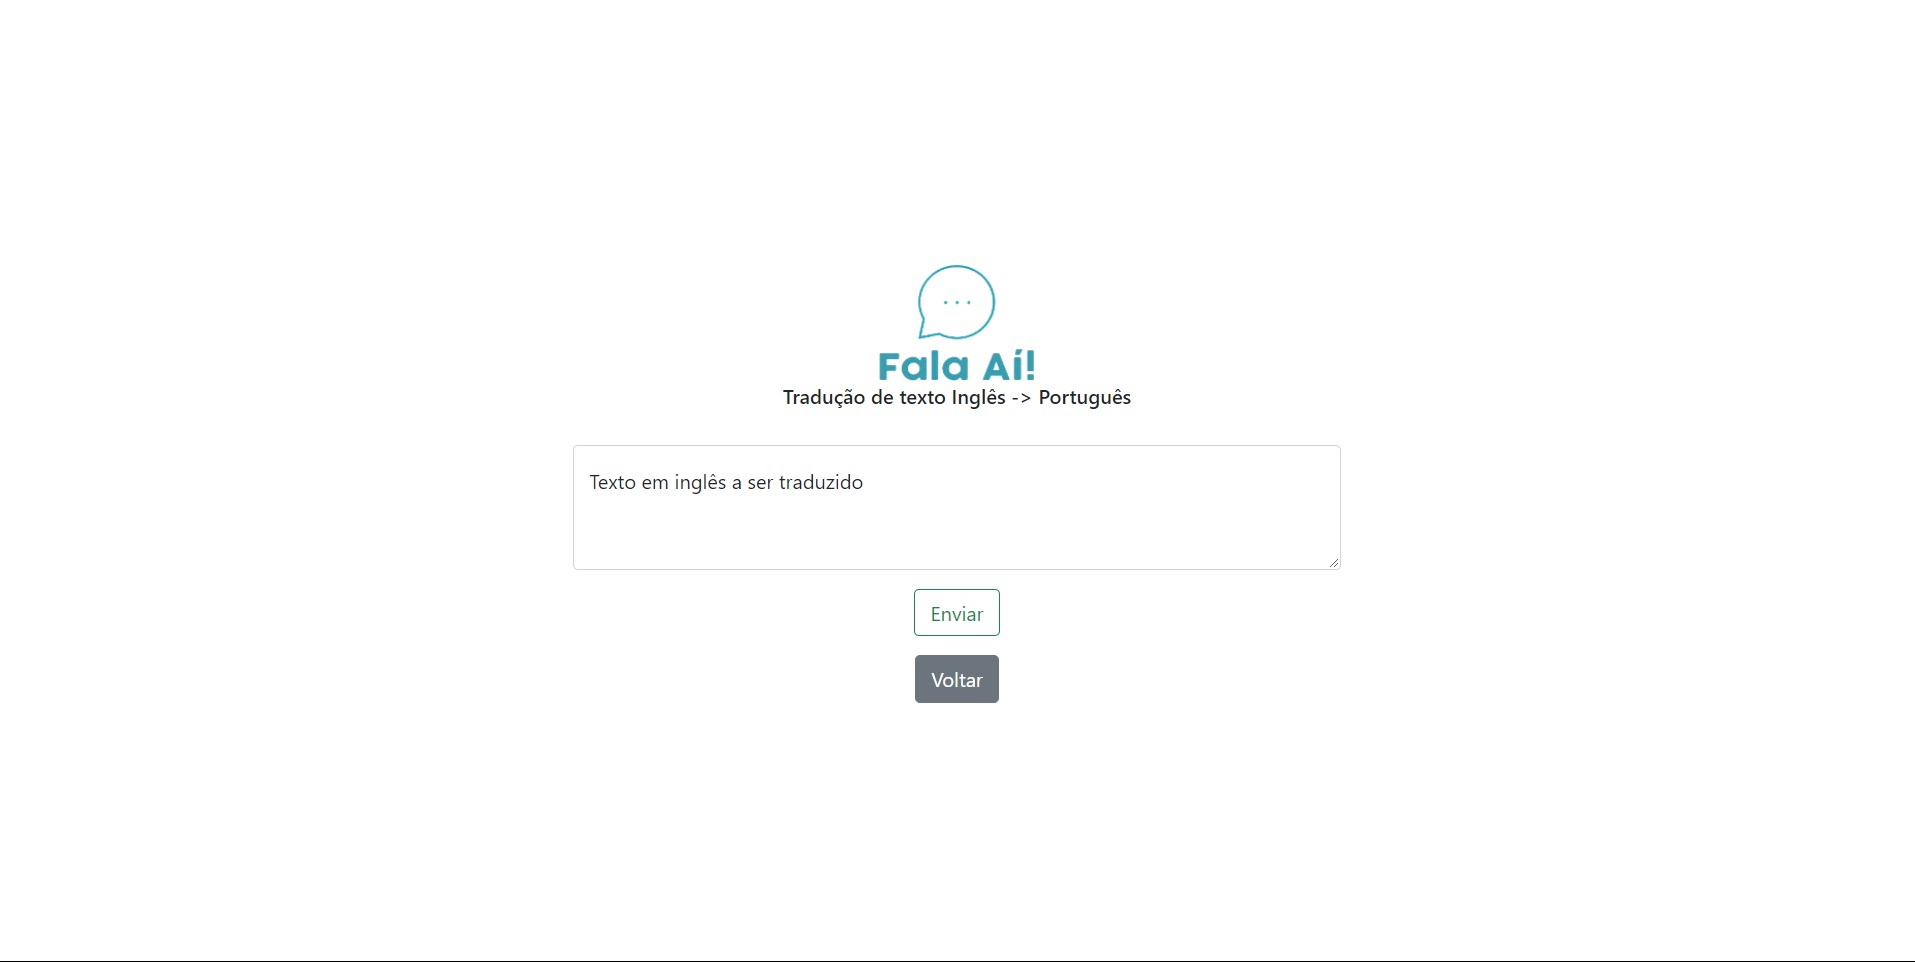 Fala Aí!
Tradução de texto Inglês -> Português
Texto em inglês a ser traduzido
Enviar
Voltar